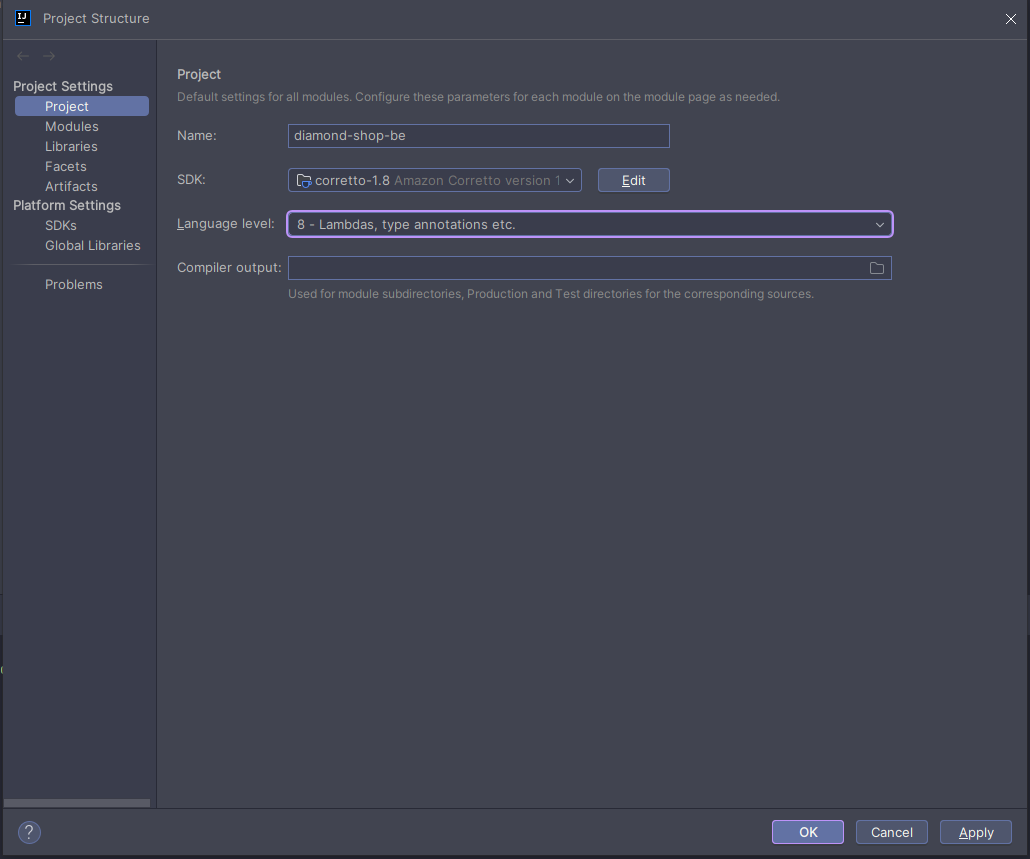 Project Structure
Project Settings
Project
Modules
Libraries
Facets
Artifacts
Platform Settings
SDKs
Global Libraries
Problems
Project
Default settings for all modules. Configure these parameters for each module on the module page as needed.
Name: diamond-shop-be
SDK: corretto-1.8 Amazon Corretto version 1 Edit
Language level: 8 - Lambdas, type annotations etc.
Compiler output:
Used for module subdirectories, Production and Test directories for the corresponding sources.
? OK Cancel Apply